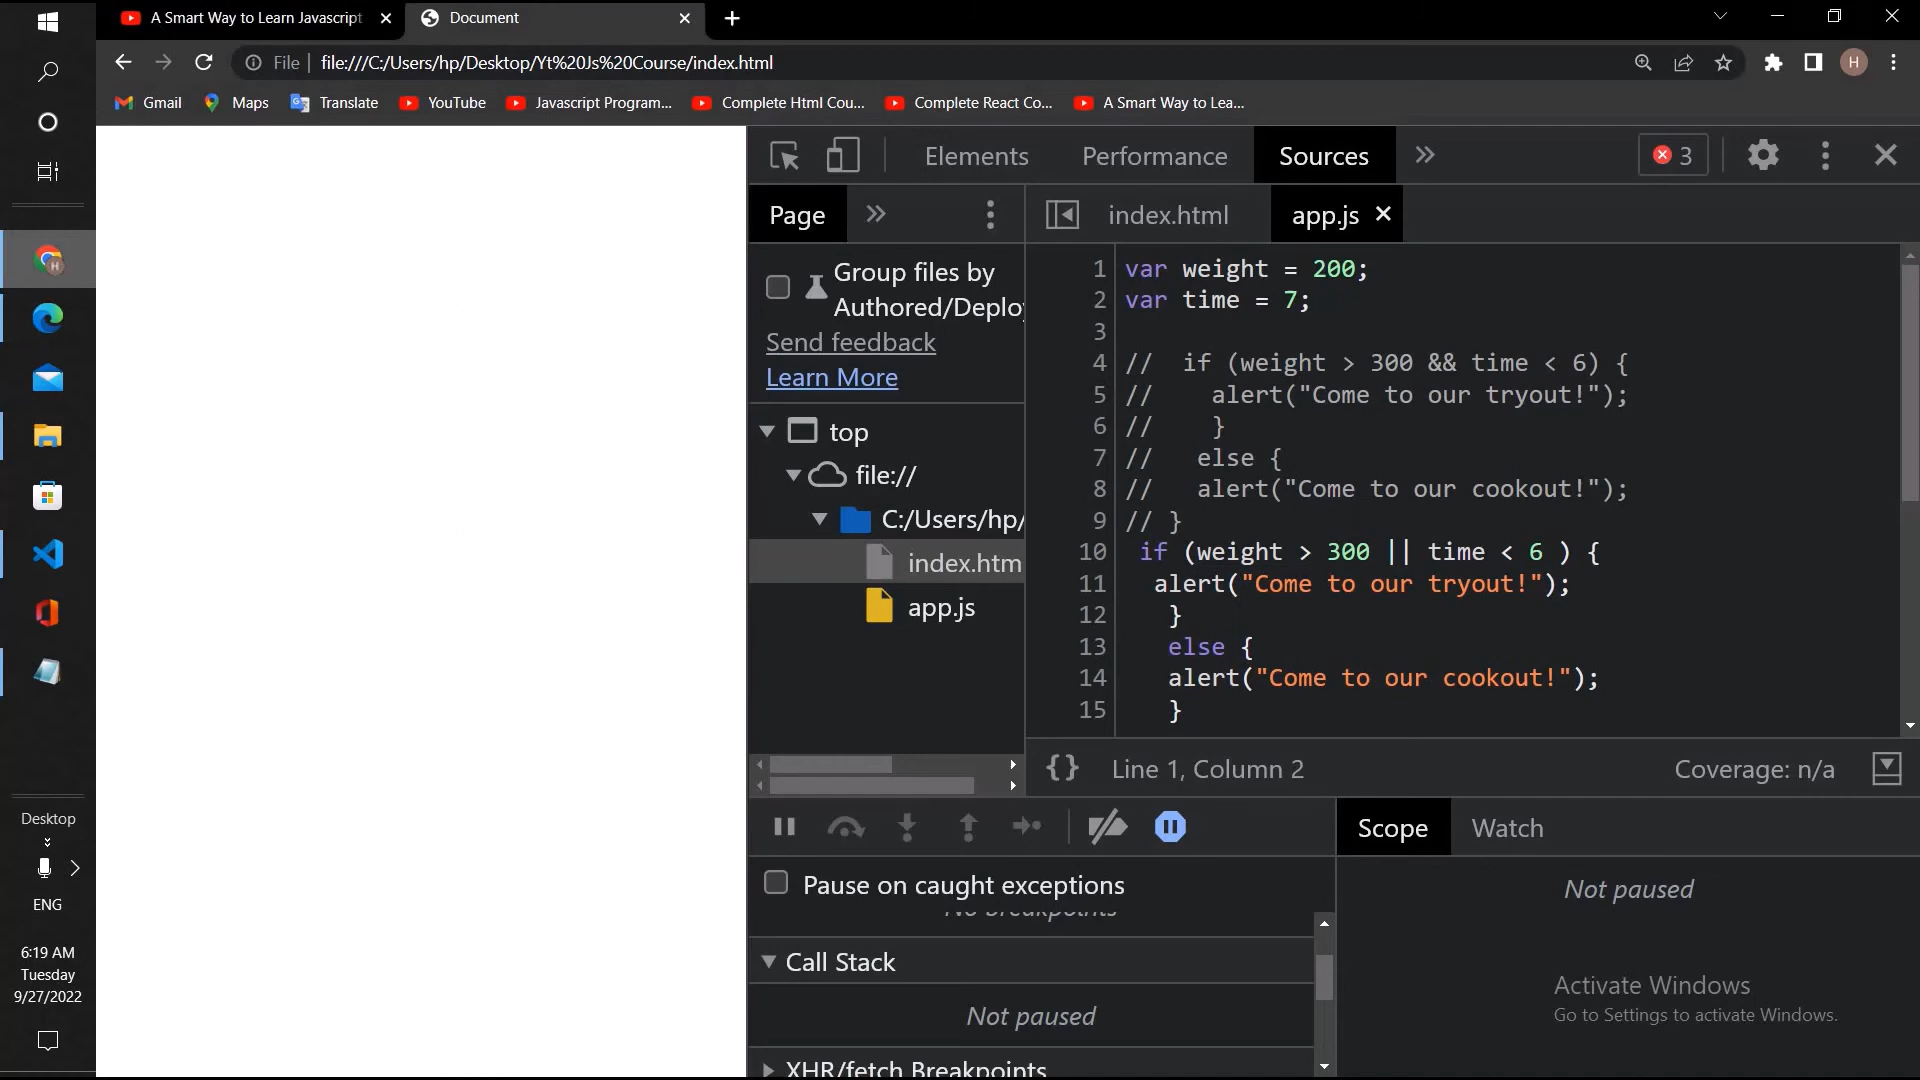 A Smart Way to Learn Javascript
Document
File
file:///C:/Users/hp/Desktop/Yt%20Js%20Course/index.html
H
Gmail
Maps
Translate
YouTube
Javascript Program...
Complete Html Cou...
Complete React Co...
A Smart Way to Lea...
Elements
Performance
Sources
3
Page
index.html
app.js
Group files by
Authored/Deplo
Send feedback
Learn More
top
file://
C:/Users/hp/
index.htm
app.js
1 var weight = 200;
2 var time = 7;
3
4 //  if (weight > 300 && time < 6) {
5 //    alert("Come to our tryout!");
6 //    }
7 //   else {
8 //   alert("Come to our cookout!");
9 // }
10 if (weight > 300 || time < 6 ) {
11 alert("Come to our tryout!");
12 }
13 else {
14 alert("Come to our cookout!");
15 }
{} Line 1, Column 2
Coverage: n/a
Scope
Watch
Pause on caught exceptions
Not paused
No breakpoints
Call Stack
Not paused
XHR/fetch Breakpoints
Activate Windows
Go to Settings to activate Windows.
Desktop
ENG
6:19 AM
Tuesday
9/27/2022